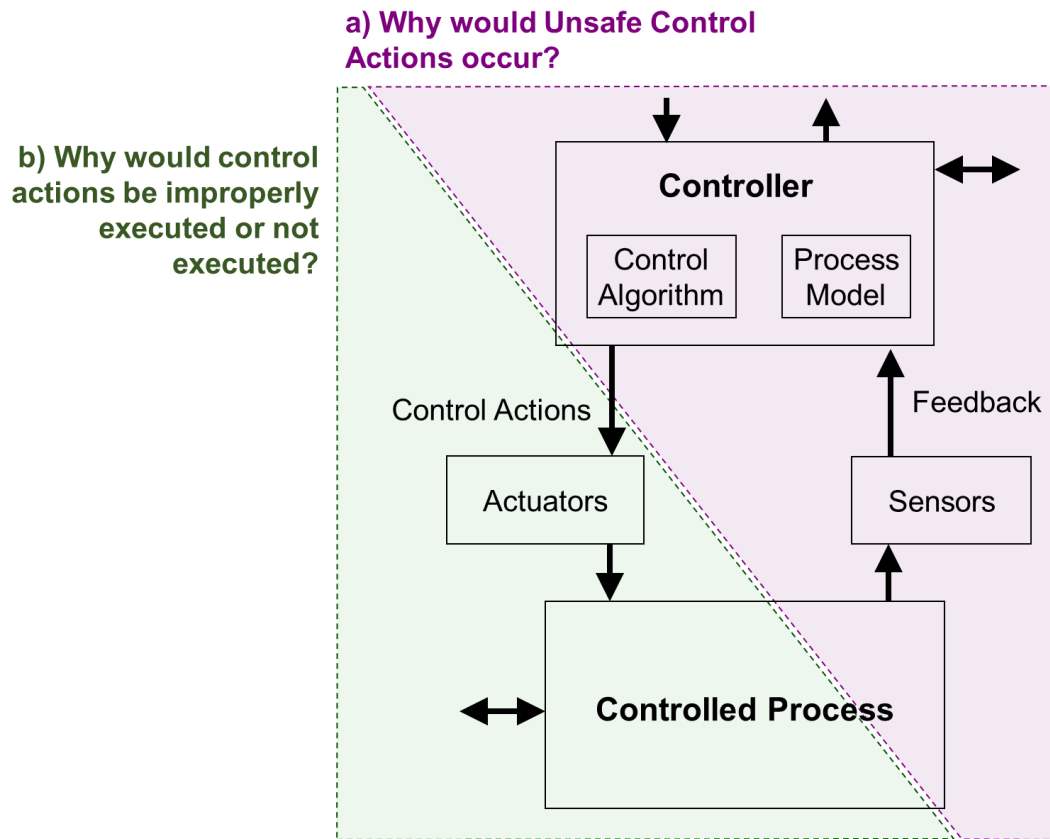 a) Why would Unsafe Control
Actions occur?
b) Why would control
actions be improperly
executed or not
executed?
Controller
Control
Algorithm
Process
Model
Control Actions
Feedback
Actuators
Sensors
Controlled Process